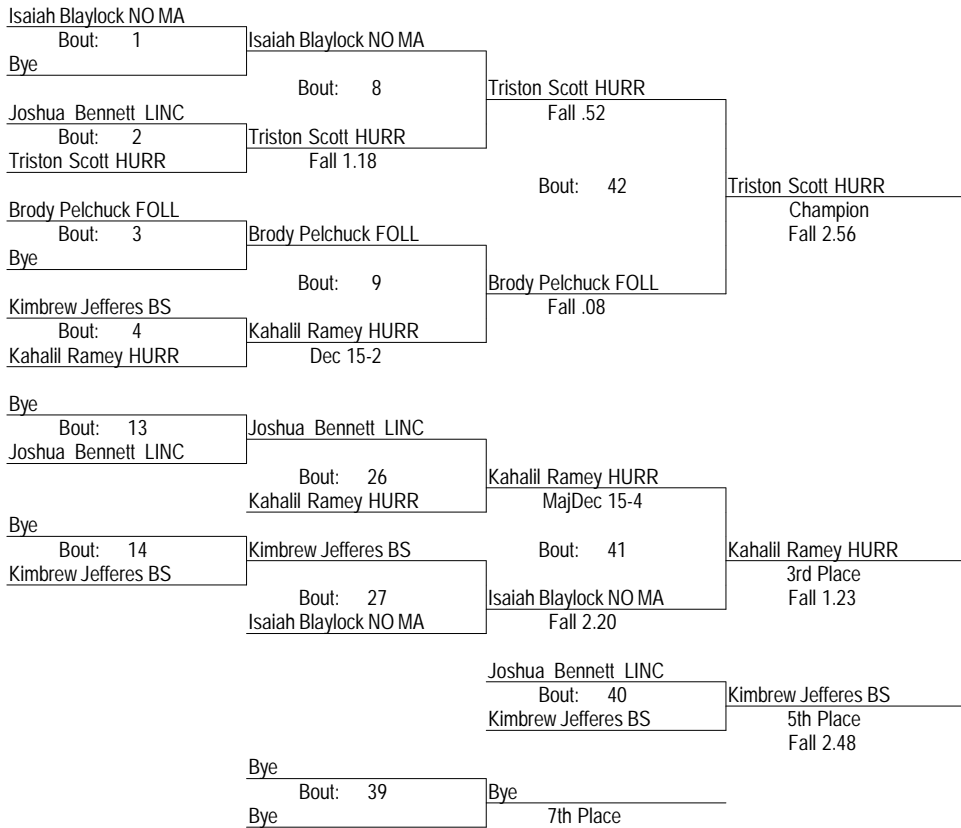 Isaiah Blaylock NO MA
Bout: 1
Bye
Isaiah Blaylock NO MA
Bout: 8
Joshua Bennett LINC
Bout: 2
Triston Scott HURR
Triston Scott HURR
Fall 1.18
Triston Scott HURR
Fall .52
Bout: 42
Brody Pelchuck FOLL
Bout: 3
Bye
Brody Pelchuck FOLL
Bout: 9
Kimbrew Jefferes BS
Bout: 4
Kahalil Ramey HURR
Kahalil Ramey HURR
Dec 15-2
Brody Pelchuck FOLL
Fall .08
Triston Scott HURR
Champion
Fall 2.56
Bye
Bout: 13
Joshua Bennett LINC
Joshua Bennett LINC
Bout: 26
Kahalil Ramey HURR
Kahalil Ramey HURR
MajDec 15-4
Bout: 41
Bye
Bout: 14
Kimbrew Jefferes BS
Kimbrew Jefferes BS
Bout: 27
Isaiah Blaylock NO MA
Isaiah Blaylock NO MA
Fall 2.20
Kahalil Ramey HURR
3rd Place
Fall 1.23
Joshua Bennett LINC
Bout: 40
Kimbrew Jefferes BS
Kimbrew Jefferes BS
5th Place
Fall 2.48
Bye
Bout: 39
Bye
Bye
7th Place